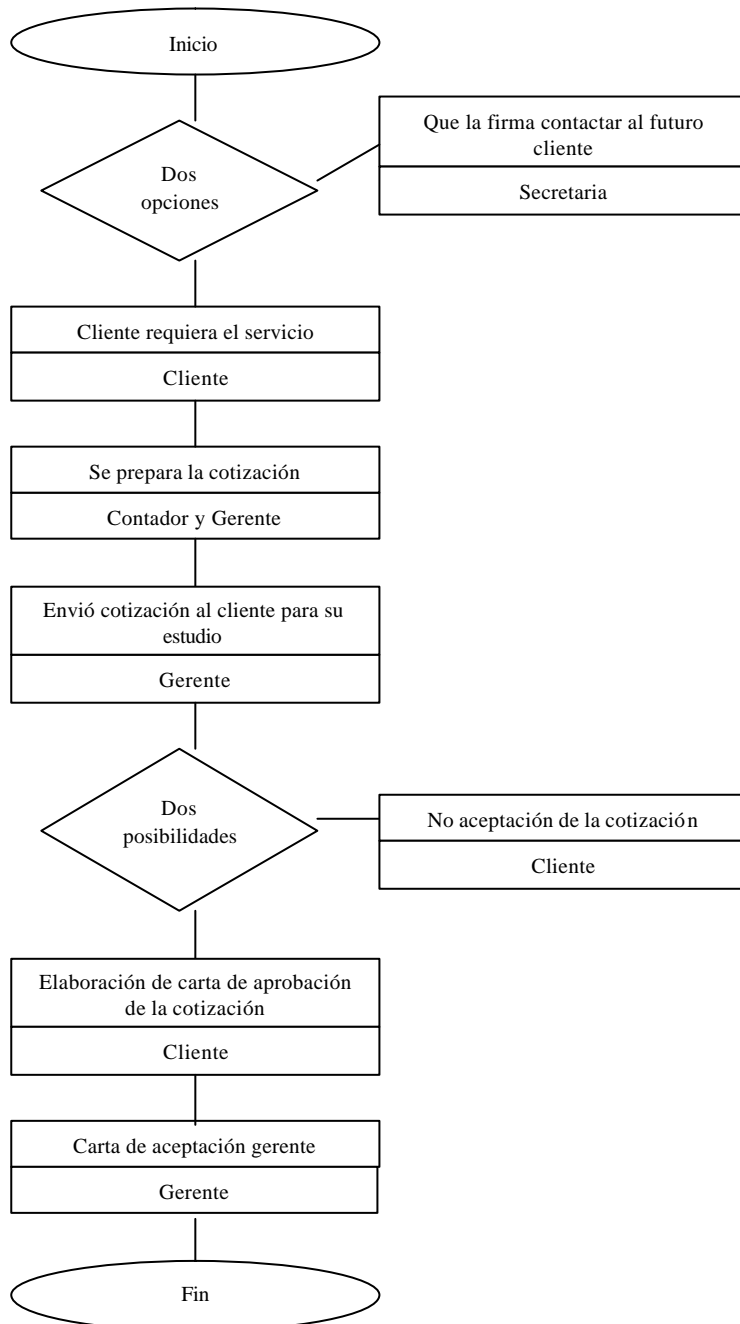 Inicio
Dos
opciones
Que la firma contactar al futuro
cliente
Secretaria
Cliente requiera el servicio
Cliente
Se prepara la cotización
Contador y Gerente
Envió cotización al cliente para su
estudio
Gerente
Dos
posibilidades
No aceptación de la cotización
Cliente
Elaboración de carta de aprobación
de la cotización
Cliente
Carta de aceptación gerente
Gerente
Fin